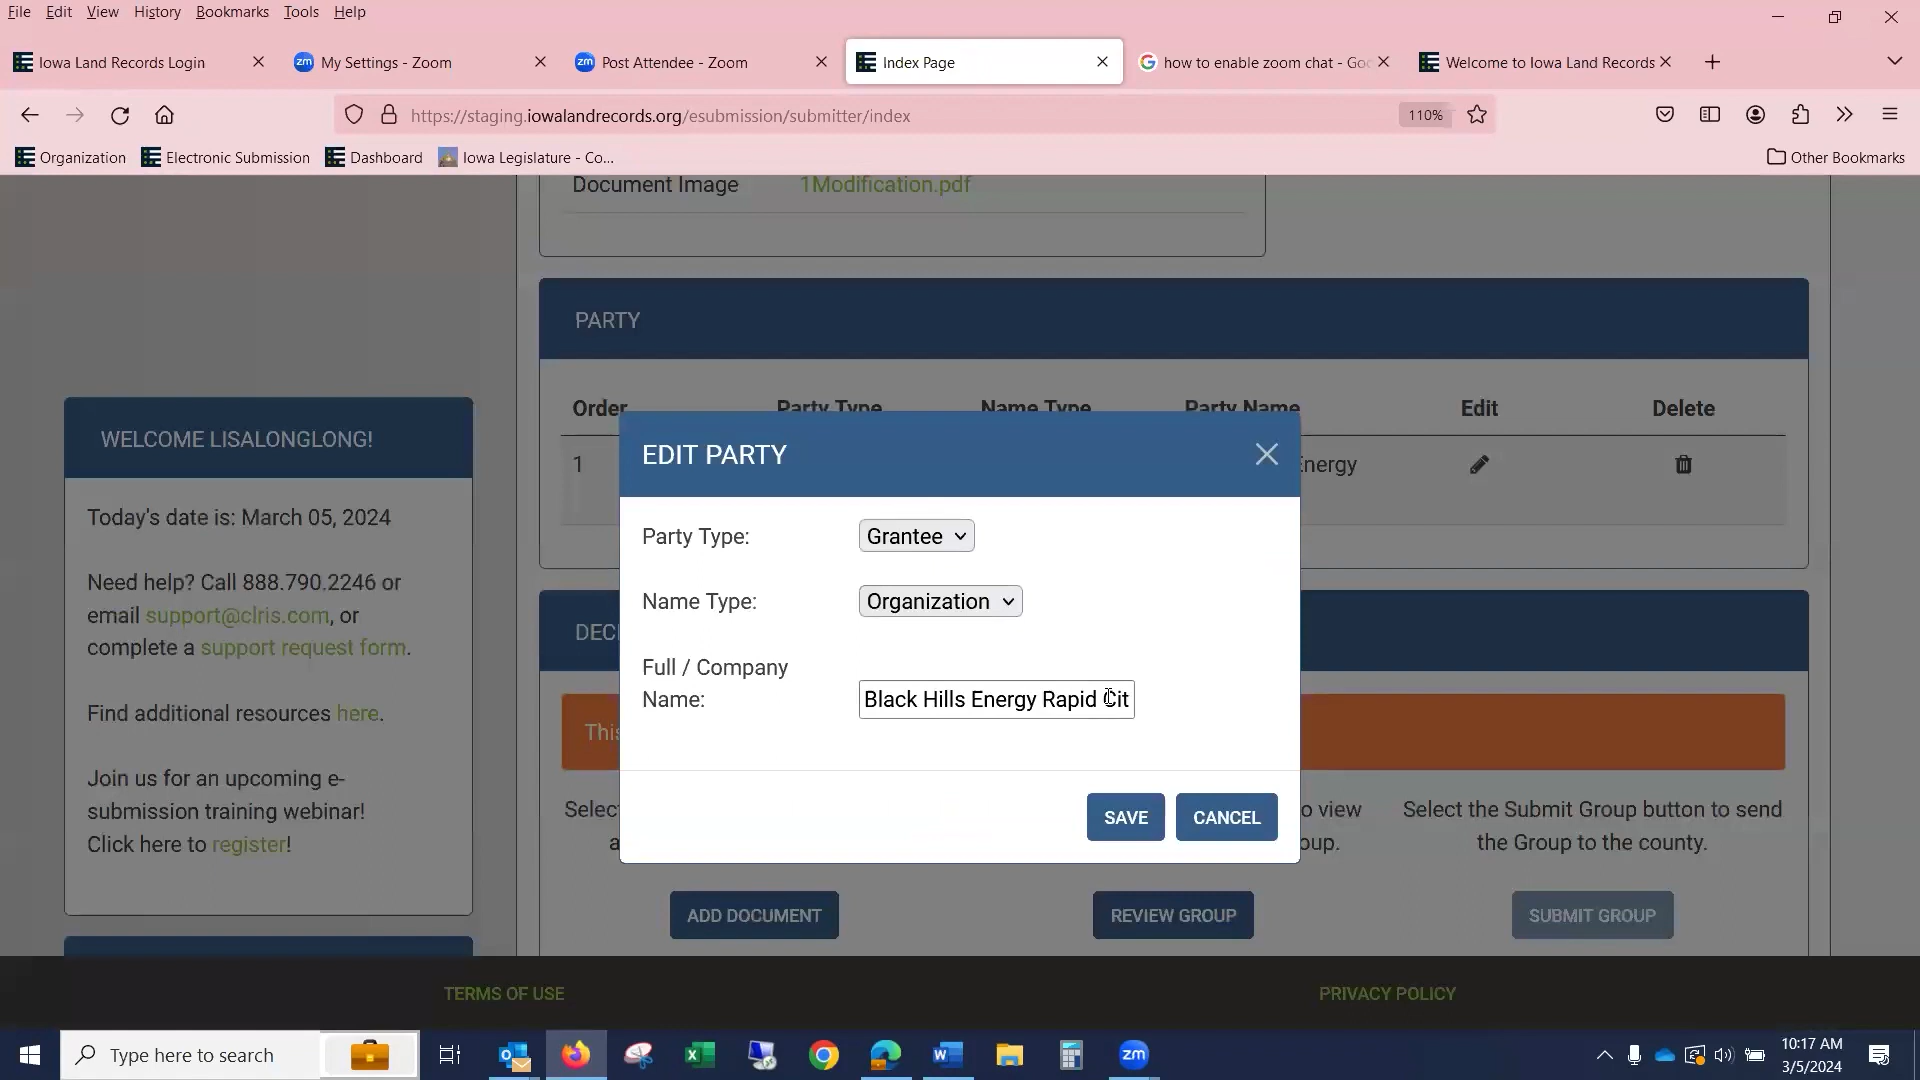 File Edit View History Bookmarks Tools Help
Iowa Land Records Login
zm My Settings - Zoom
zm Post Attendee - Zoom
Index Page
how to enable zoom chat - Goo
Welcome to Iowa Land Records
https://staging.iowalandrecords.org/esubmission/submitter/index
110%
Organization
Electronic Submission
Dashboard
Iowa Legislature - Co...
Other Bookmarks
Document Image 1Modification.pdf
PARTY
Order Party Type Name Type Party Name Edit Delete
1 Energy
WELCOME LISALONGLONG!
Today's date is: March 05, 2024
Need help? Call 888.790.2246 or
email support@clris.com, or
complete a support request form.
Find additional resources here.
Join us for an upcoming e-
submission training webinar!
Click here to register!
EDIT PARTY
Party Type: Grantee
Name Type: Organization
Full / Company
Name: Black Hills Energy Rapid Cit
SAVE CANCEL
DECI
This
Select
o view
oup.
Select the Submit Group button to send
the Group to the county.
ADD DOCUMENT
REVIEW GROUP
SUBMIT GROUP
TERMS OF USE
PRIVACY POLICY
Type here to search
zm
10:17 AM
3/5/2024